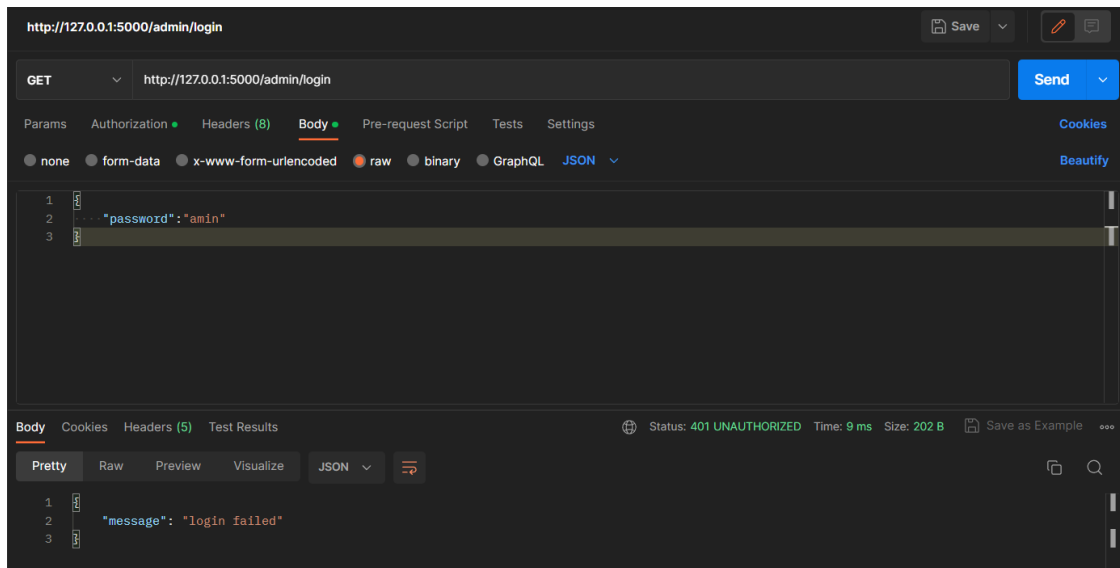 http://127.0.0.1:5000/admin/login Save
GET http://127.0.0.1:5000/admin/login Send
Params Authorization Headers (8) Body Pre-request Script Tests Settings Cookies
none form-data x-www-form-urlencoded raw binary GraphQL JSON Beautify
1 {
2 ····"password":"amin"
3 }
Body Cookies Headers (5) Test Results Status: 401 UNAUTHORIZED Time: 9 ms Size: 202 B Save as Example
Pretty Raw Preview Visualize JSON
1 {
2 "message": "login failed"
3 }